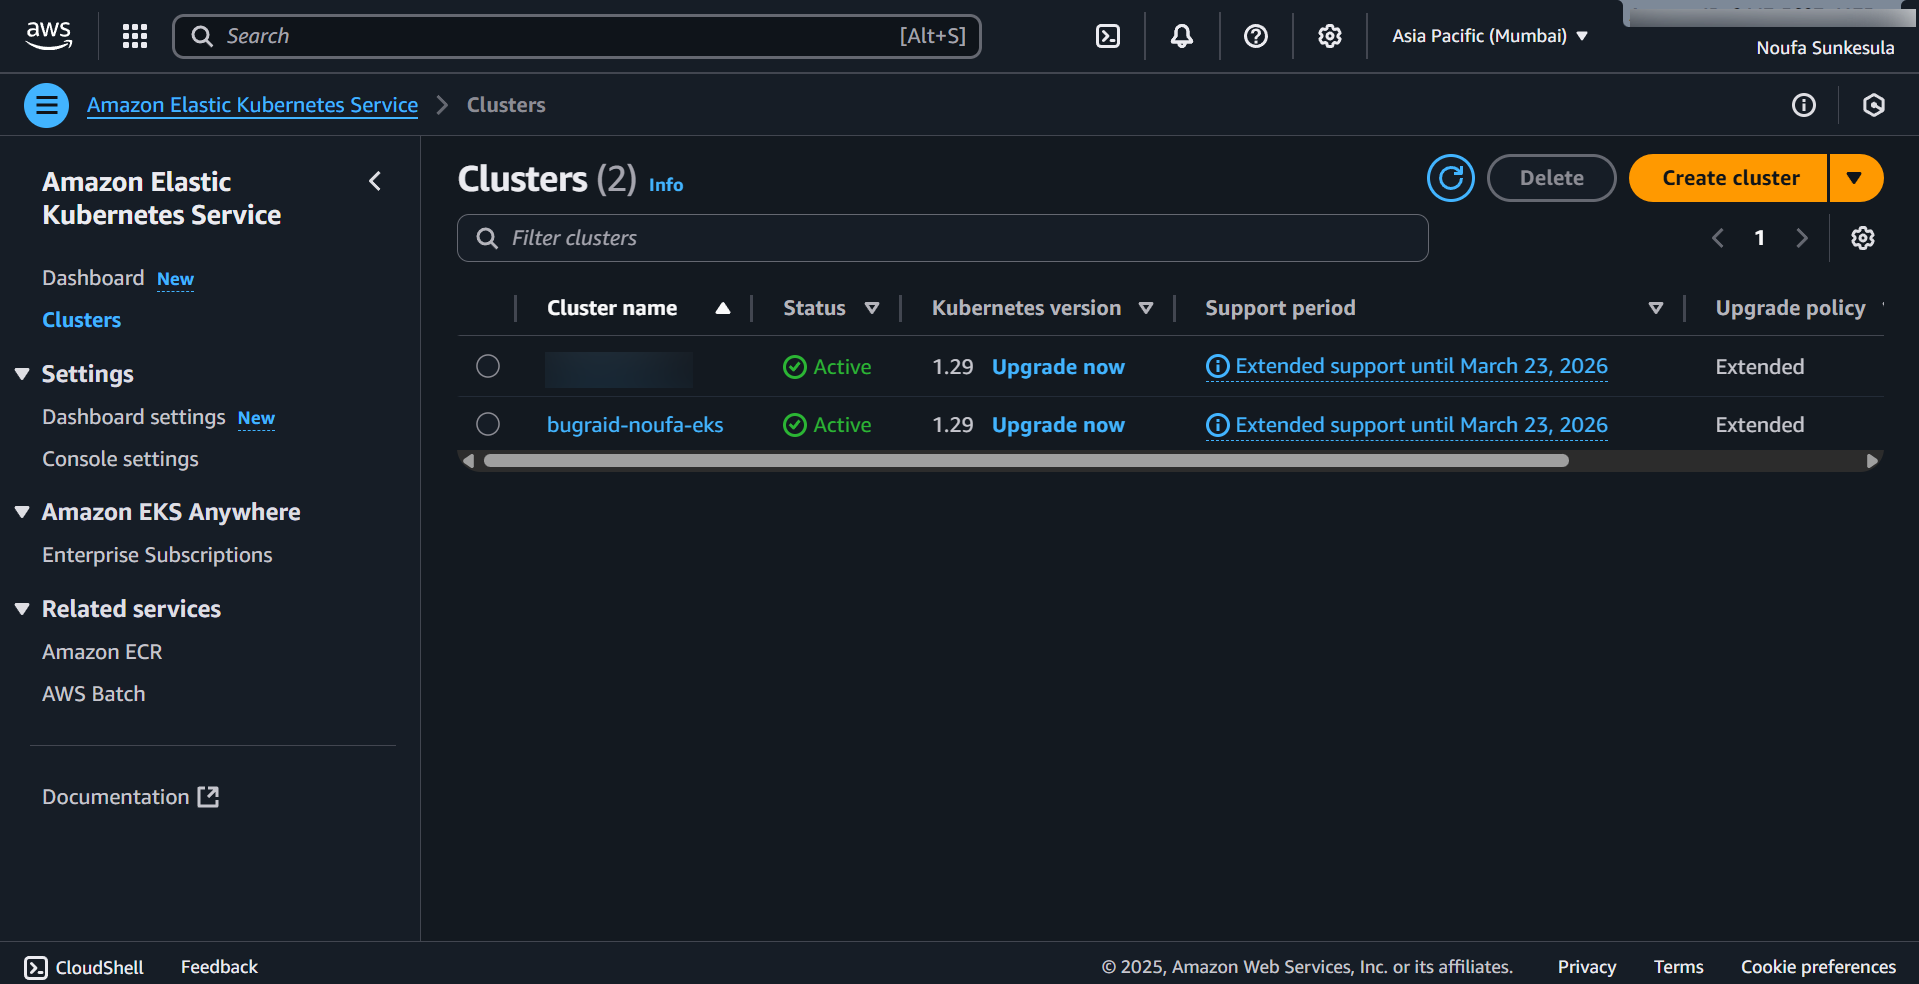 aws
Search [Alt+S]
Asia Pacific (Mumbai)
Noufa Sunkesula
Amazon Elastic Kubernetes Service
Clusters
Amazon Elastic
Kubernetes Service
Dashboard New
Clusters
Settings
Dashboard settings New
Console settings
Amazon EKS Anywhere
Enterprise Subscriptions
Related services
Amazon ECR
AWS Batch
Documentation
Clusters (2) Info
Delete
Create cluster
Filter clusters
1
Cluster name Status Kubernetes version Support period Upgrade policy
Active 1.29 Upgrade now Extended support until March 23, 2026 Extended
bugraid-noufa-eks Active 1.29 Upgrade now Extended support until March 23, 2026 Extended
CloudShell Feedback © 2025, Amazon Web Services, Inc. or its affiliates. Privacy Terms Cookie preferences